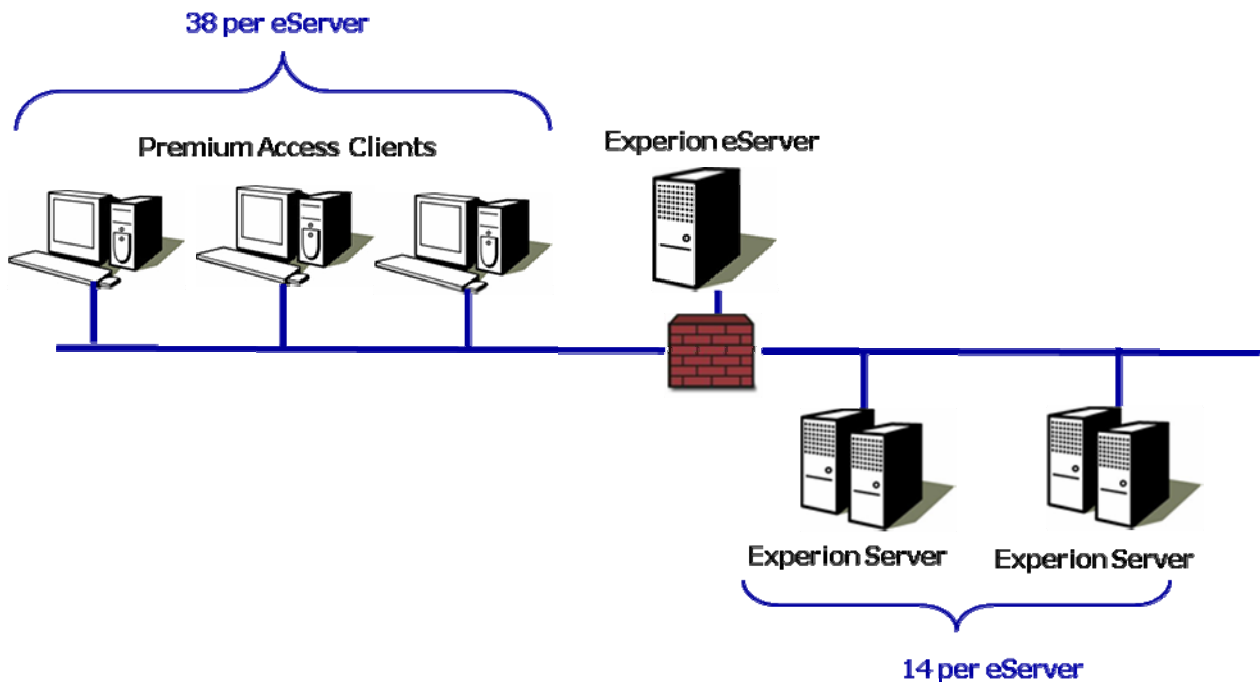 38 per eServer
Premium Access Clients
Experion eServer
Experion Server
Experion Server
14 per eServer